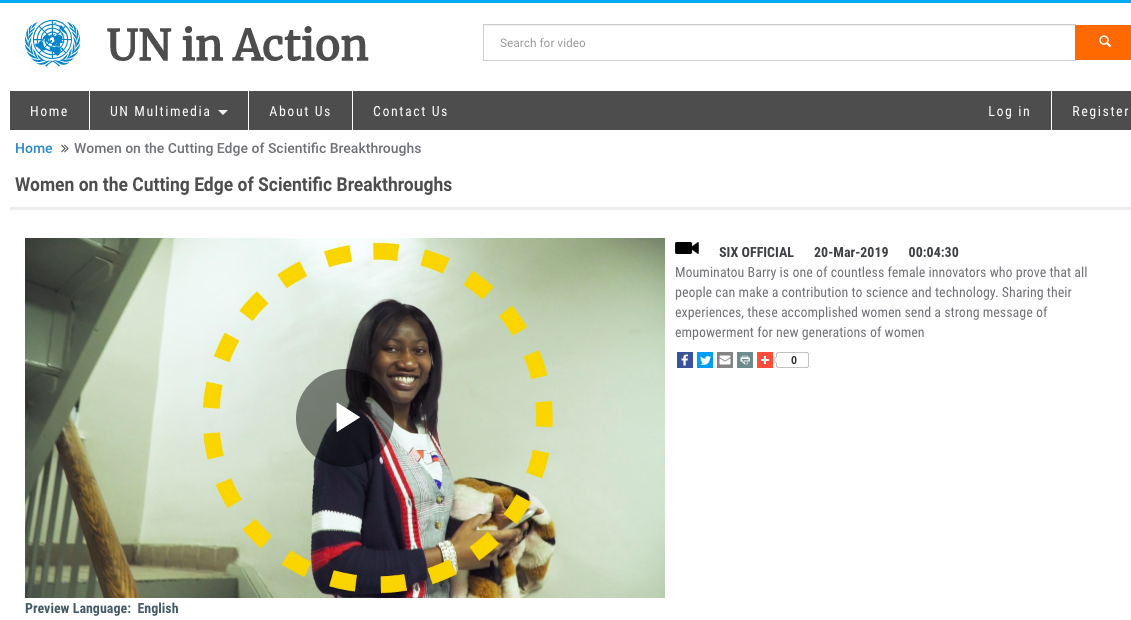 UN in Action
Search for video
Home UN Multimedia About Us Contact Us Log in Register
Home » Women on the Cutting Edge of Scientific Breakthroughs
Women on the Cutting Edge of Scientific Breakthroughs
SIX OFFICIAL 20-Mar-2019 00:04:30
Mouminatou Barry is one of countless female innovators who prove that all
people can make a contribution to science and technology. Sharing their
experiences, these accomplished women send a strong message of
empowerment for new generations of women
0
Preview Language: English